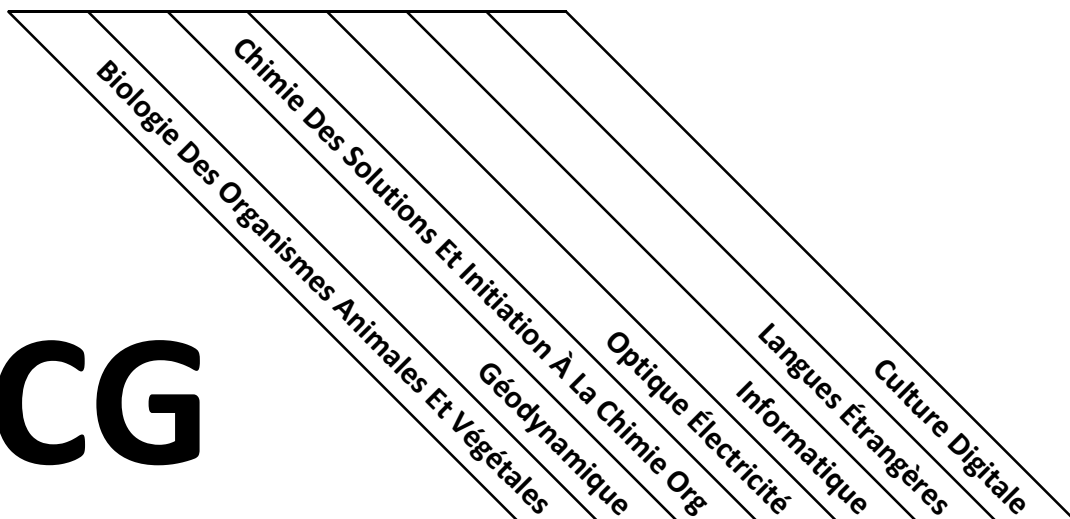 Biologie Des Organismes Animales Et Végétales
Géodynamique
Chimie Des Solutions Et Initiation À La Chimie Org
Optique Électricité
Informatique
Langues Étrangères
Culture Digitale
CG